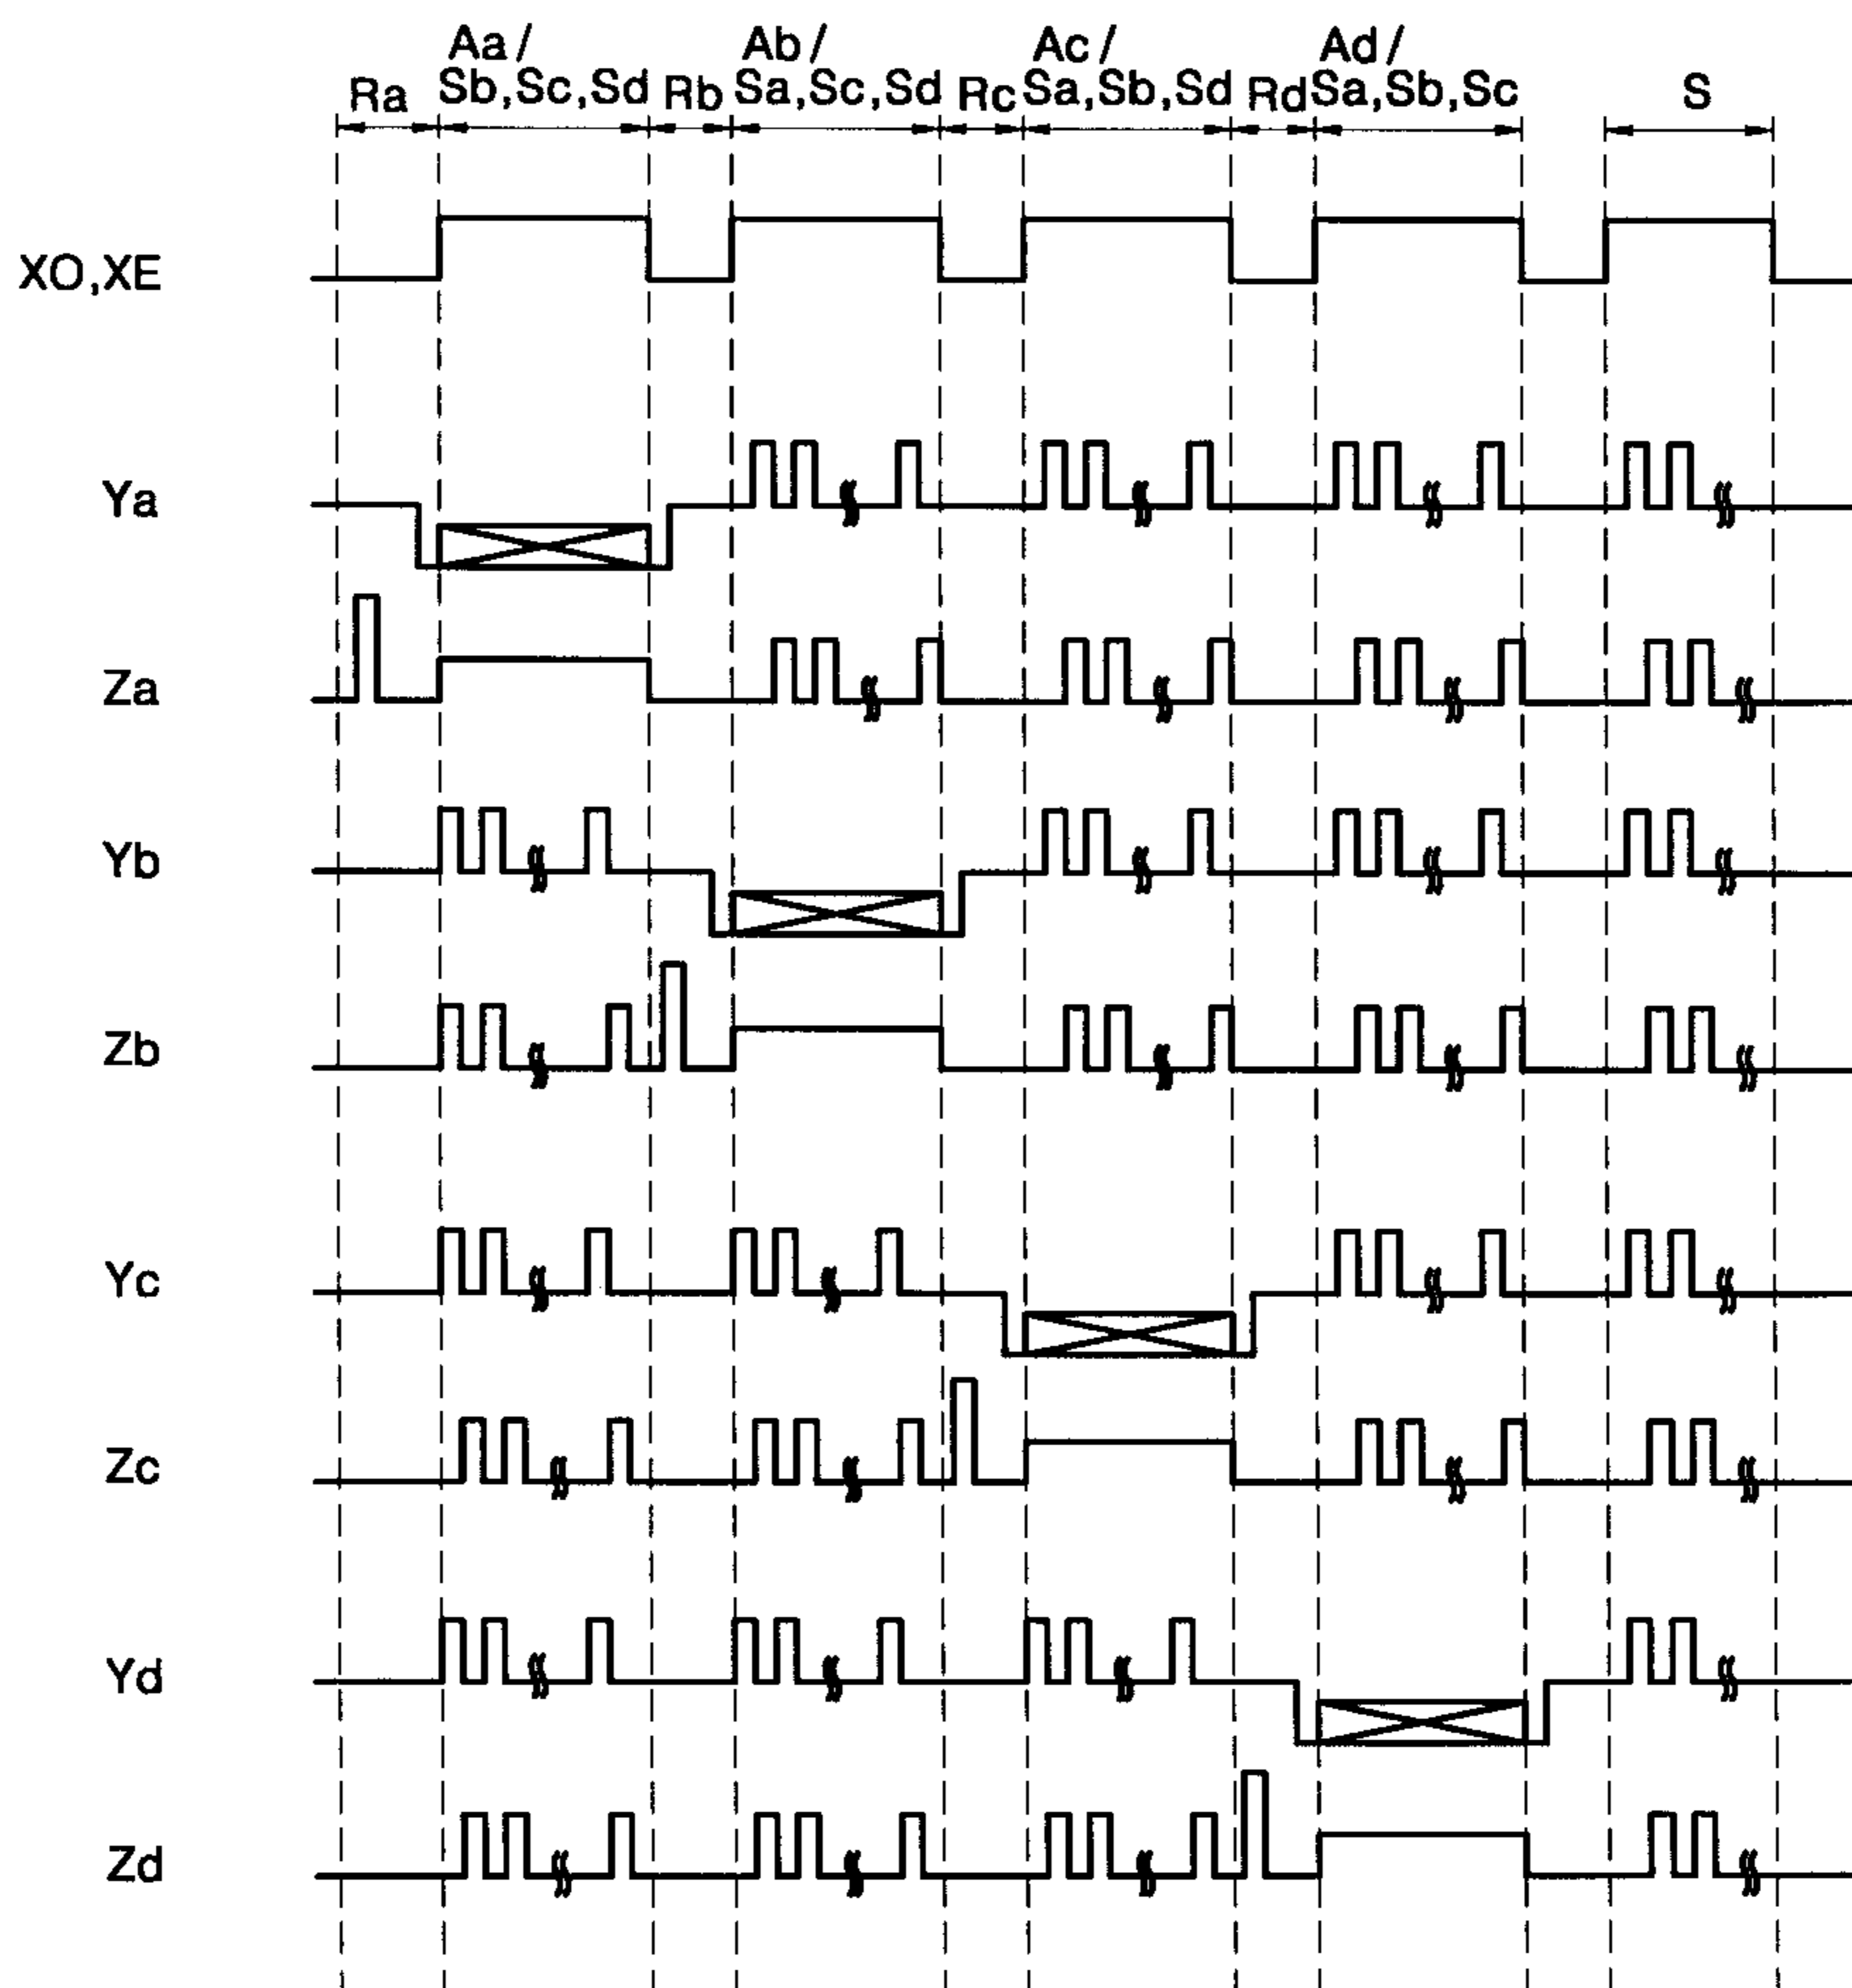 Ra
Aa/
Sb,Sc,Sd
Rb
Ab/
Sa,Sc,Sd
Rc
Ac/
Sa,Sb,Sd
Rd
Ad/
Sa,Sb,Sc
S
XO,XE
Ya
Za
Yb
Zb
Yc
Zc
Yd
Zd